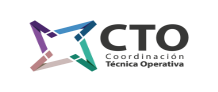 CTO
Coordinación
Técnica Operativa